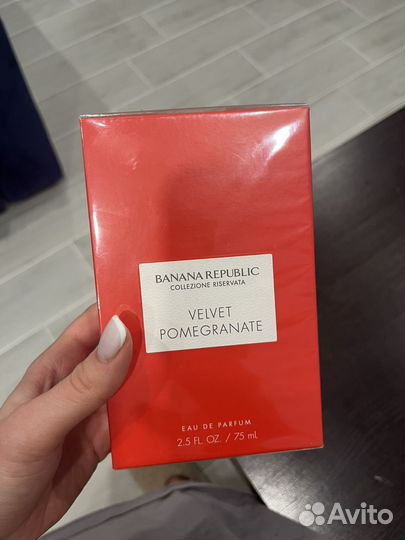 BANANA REPUBLIC
COLLEZIONE RISERVATA
VELVET
POMEGRANATE
EAU DE PARFUM
2.5 FL. OZ. / 75 mL
Avito